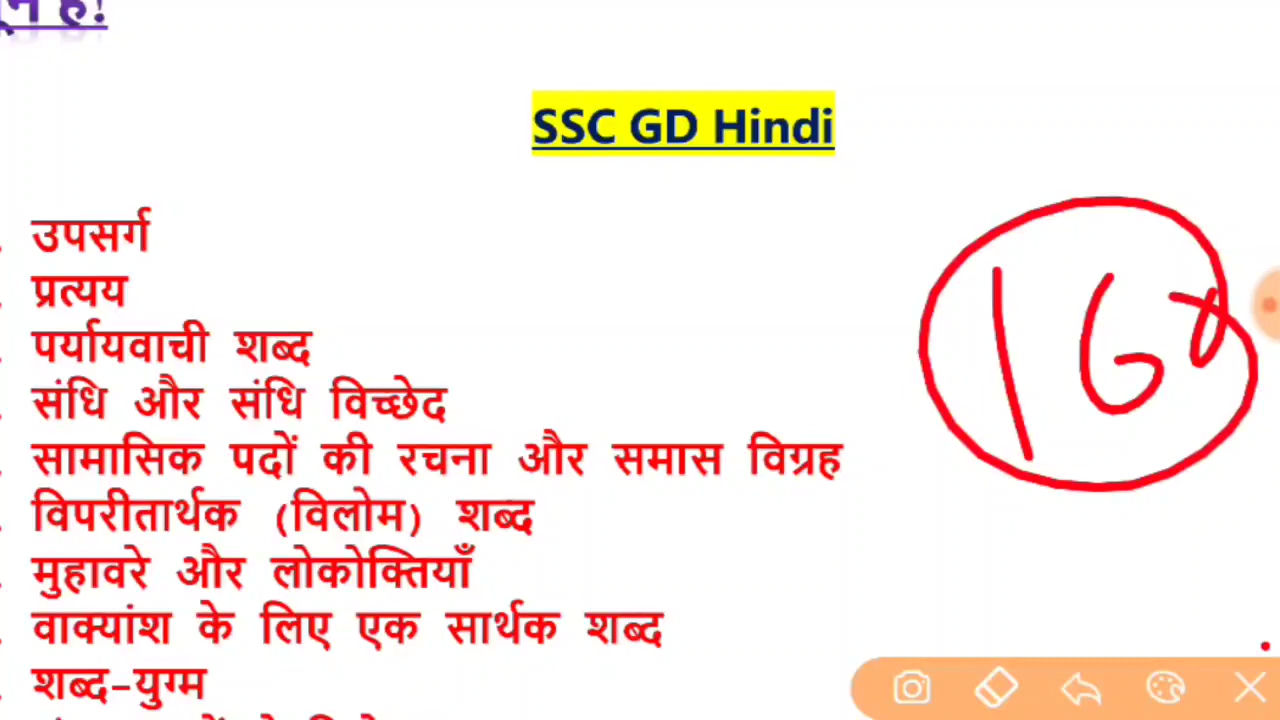 है!
SSC GD Hindi
उपसर्ग
प्रत्यय
पर्यायवाची शब्द
संधि और संधि विच्छेद
सामासिक पदों की रचना और समास विग्रह
विपरीतार्थक (विलोम) शब्द
मुहावरे और लोकोक्तियाँ
वाक्यांश के लिए एक सार्थक शब्द
शब्द-युग्म